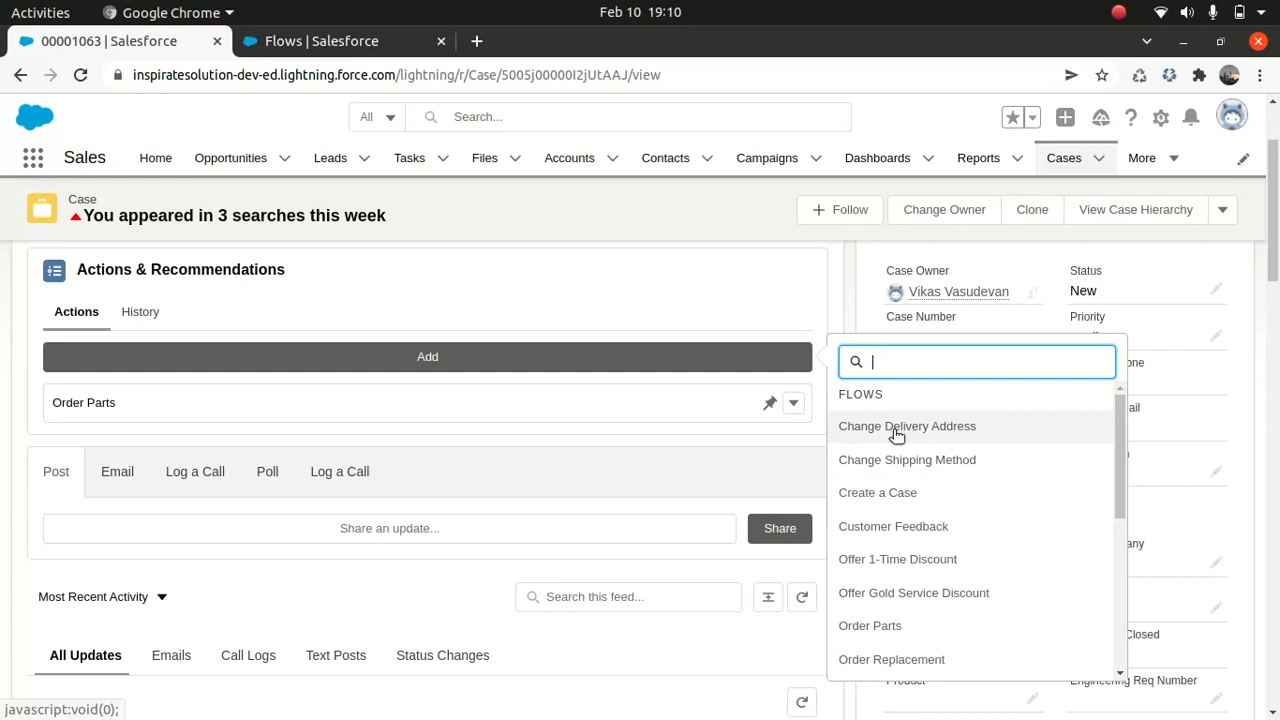 Activities
Google Chrome
Feb 10 19:10
00001063 | Salesforce
Flows | Salesforce
inspiratesolution-dev-ed.lightning.force.com/lightning/r/Case/5005j00000I2jUtAAJ/view
All
Search...
Sales
Home
Opportunities
Leads
Tasks
Files
Accounts
Contacts
Campaigns
Dashboards
Reports
Cases
More
Case
You appeared in 3 searches this week
Follow
Change Owner
Clone
View Case Hierarchy
Actions & Recommendations
Actions
History
Add
Order Parts
Post
Email
Log a Call
Poll
Log a Call
Share an update...
Share
Most Recent Activity
Search this feed...
All Updates
Emails
Call Logs
Text Posts
Status Changes
Case Owner
Status
Vikas Vasudevan
New
Case Number
Priority
FLOWS
Change Delivery Address
Change Shipping Method
Create a Case
Customer Feedback
Offer 1-Time Discount
Offer Gold Service Discount
Order Parts
Order Replacement
Closed
Product
Engineering Req Number
javascript:void(0);